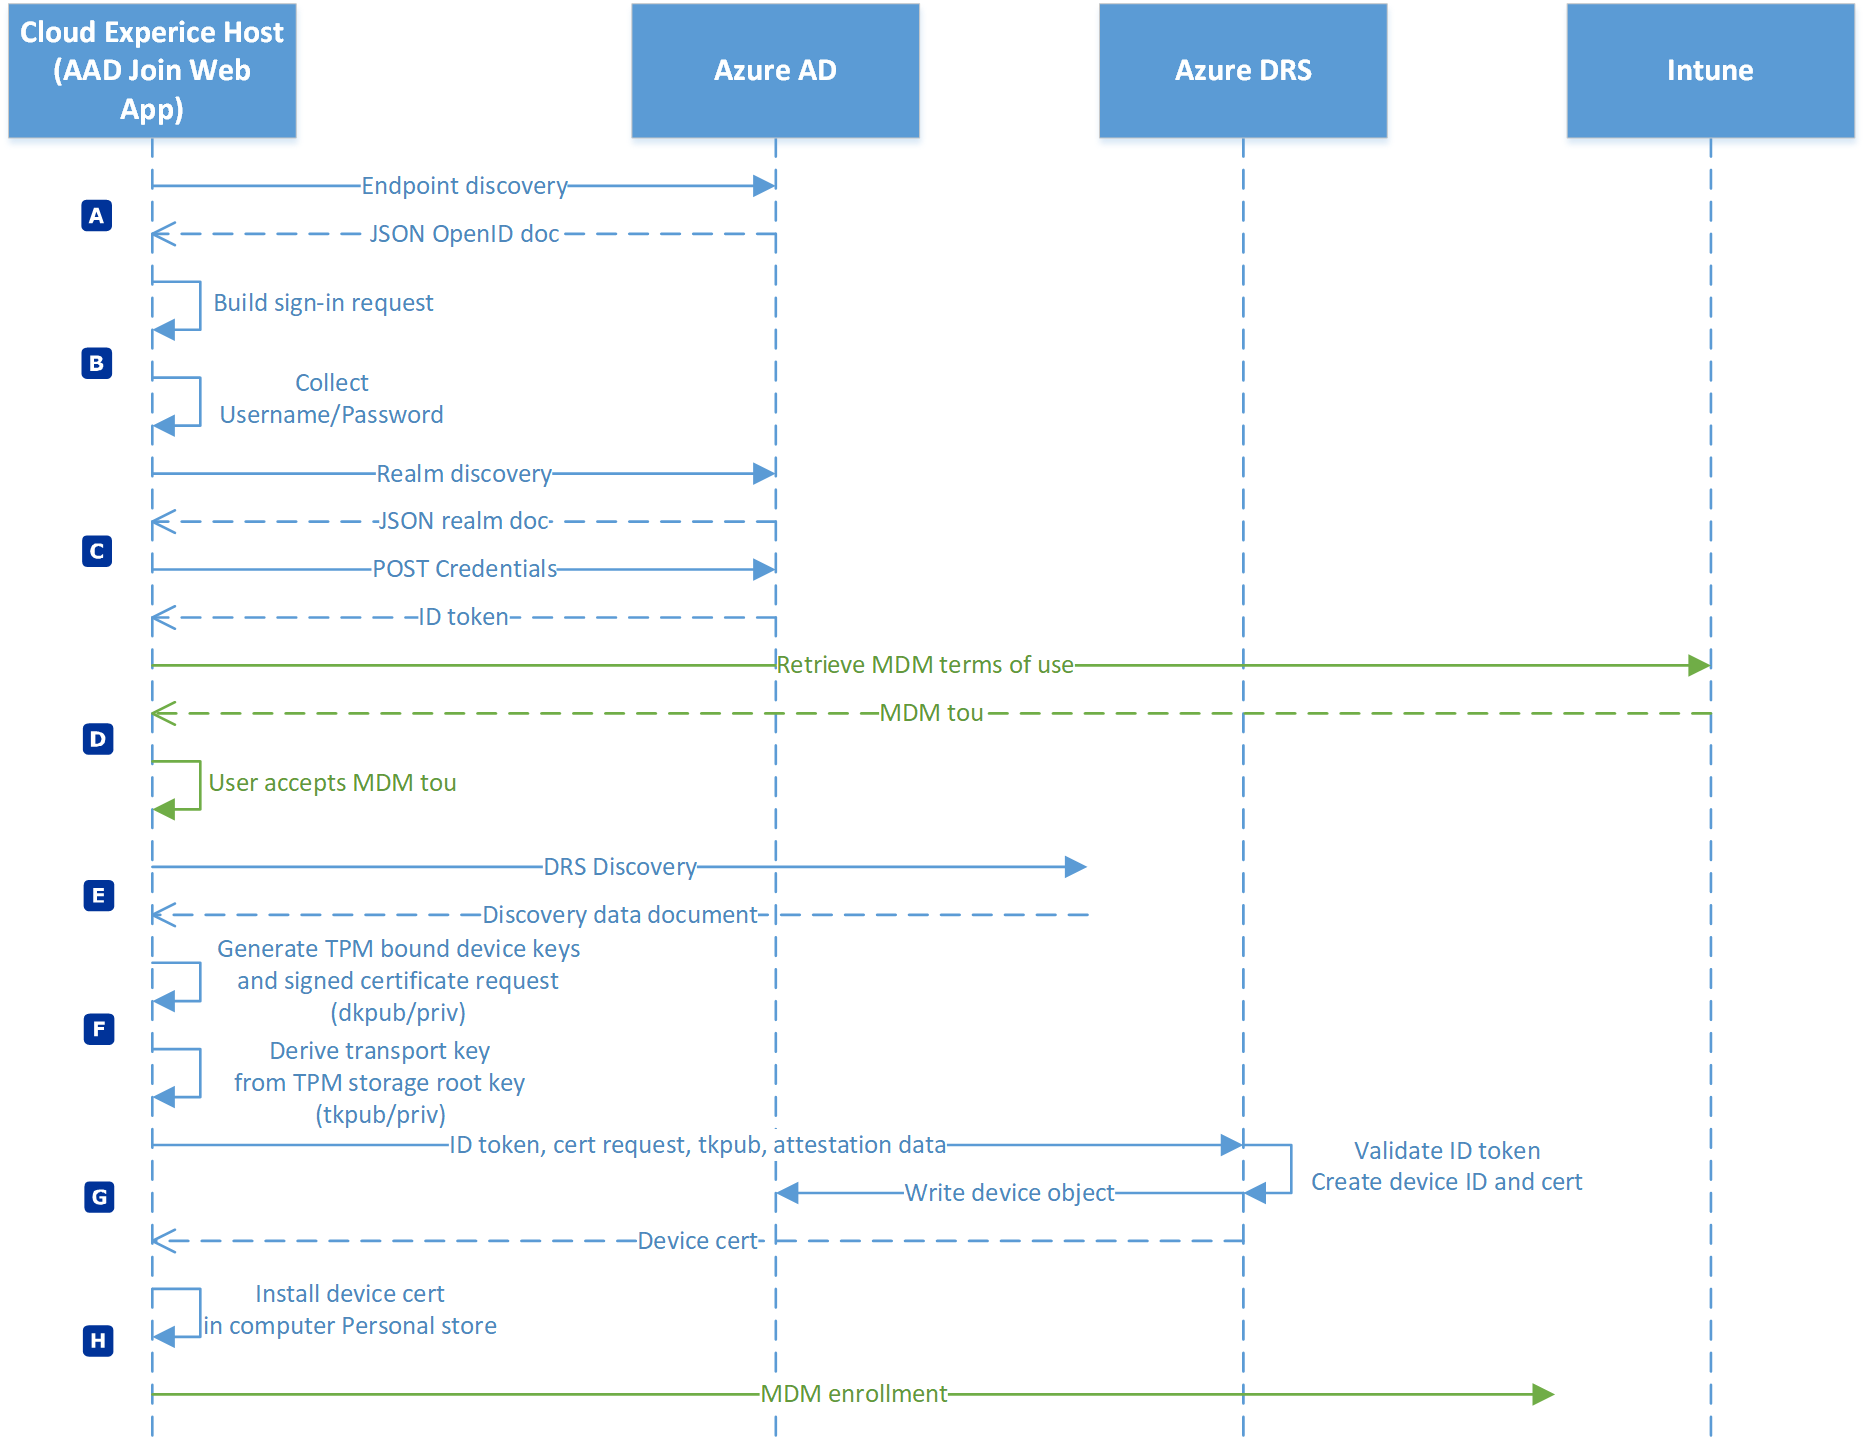 Cloud Experice Host
(AAD Join Web
App)
Azure AD
Azure DRS
Intune
Endpoint discovery
A
JSON OpenID doc
Build sign-in request
B
Collect
Username/Password
Realm discovery
JSON realm doc
C
POST Credentials
ID token
Retrieve MDM terms of use
MDM tou
D
User accepts MDM tou
DRS Discovery
E
Discovery data document
Generate TPM bound device keys
and signed certificate request
(dkpub/priv)
F
Derive transport key
from TPM storage root key
(tkpub/priv)
ID token, cert request, tkpub, attestation data
Validate ID token
Create device ID and cert
G
Write device object
Device cert
Install device cert
in computer Personal store
H
MDM enrollment